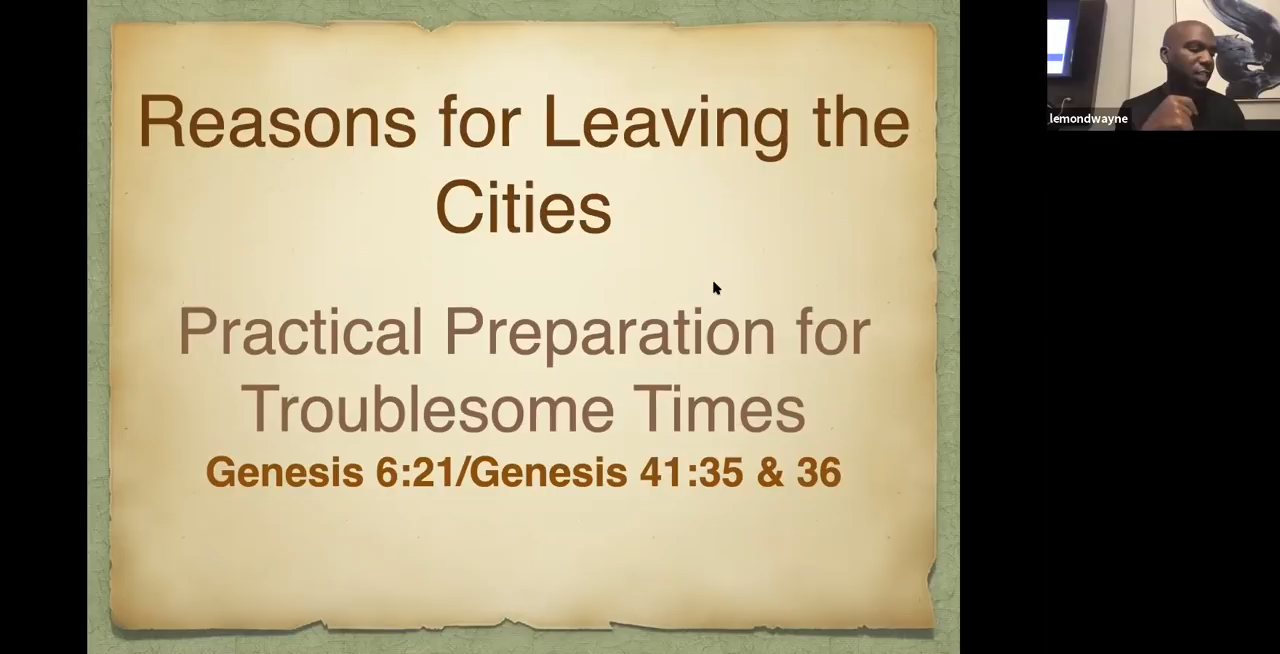 Reasons for Leaving the
Cities
Practical Preparation for
Troublesome Times
Genesis 6:21/Genesis 41:35 & 36
lemondwayne